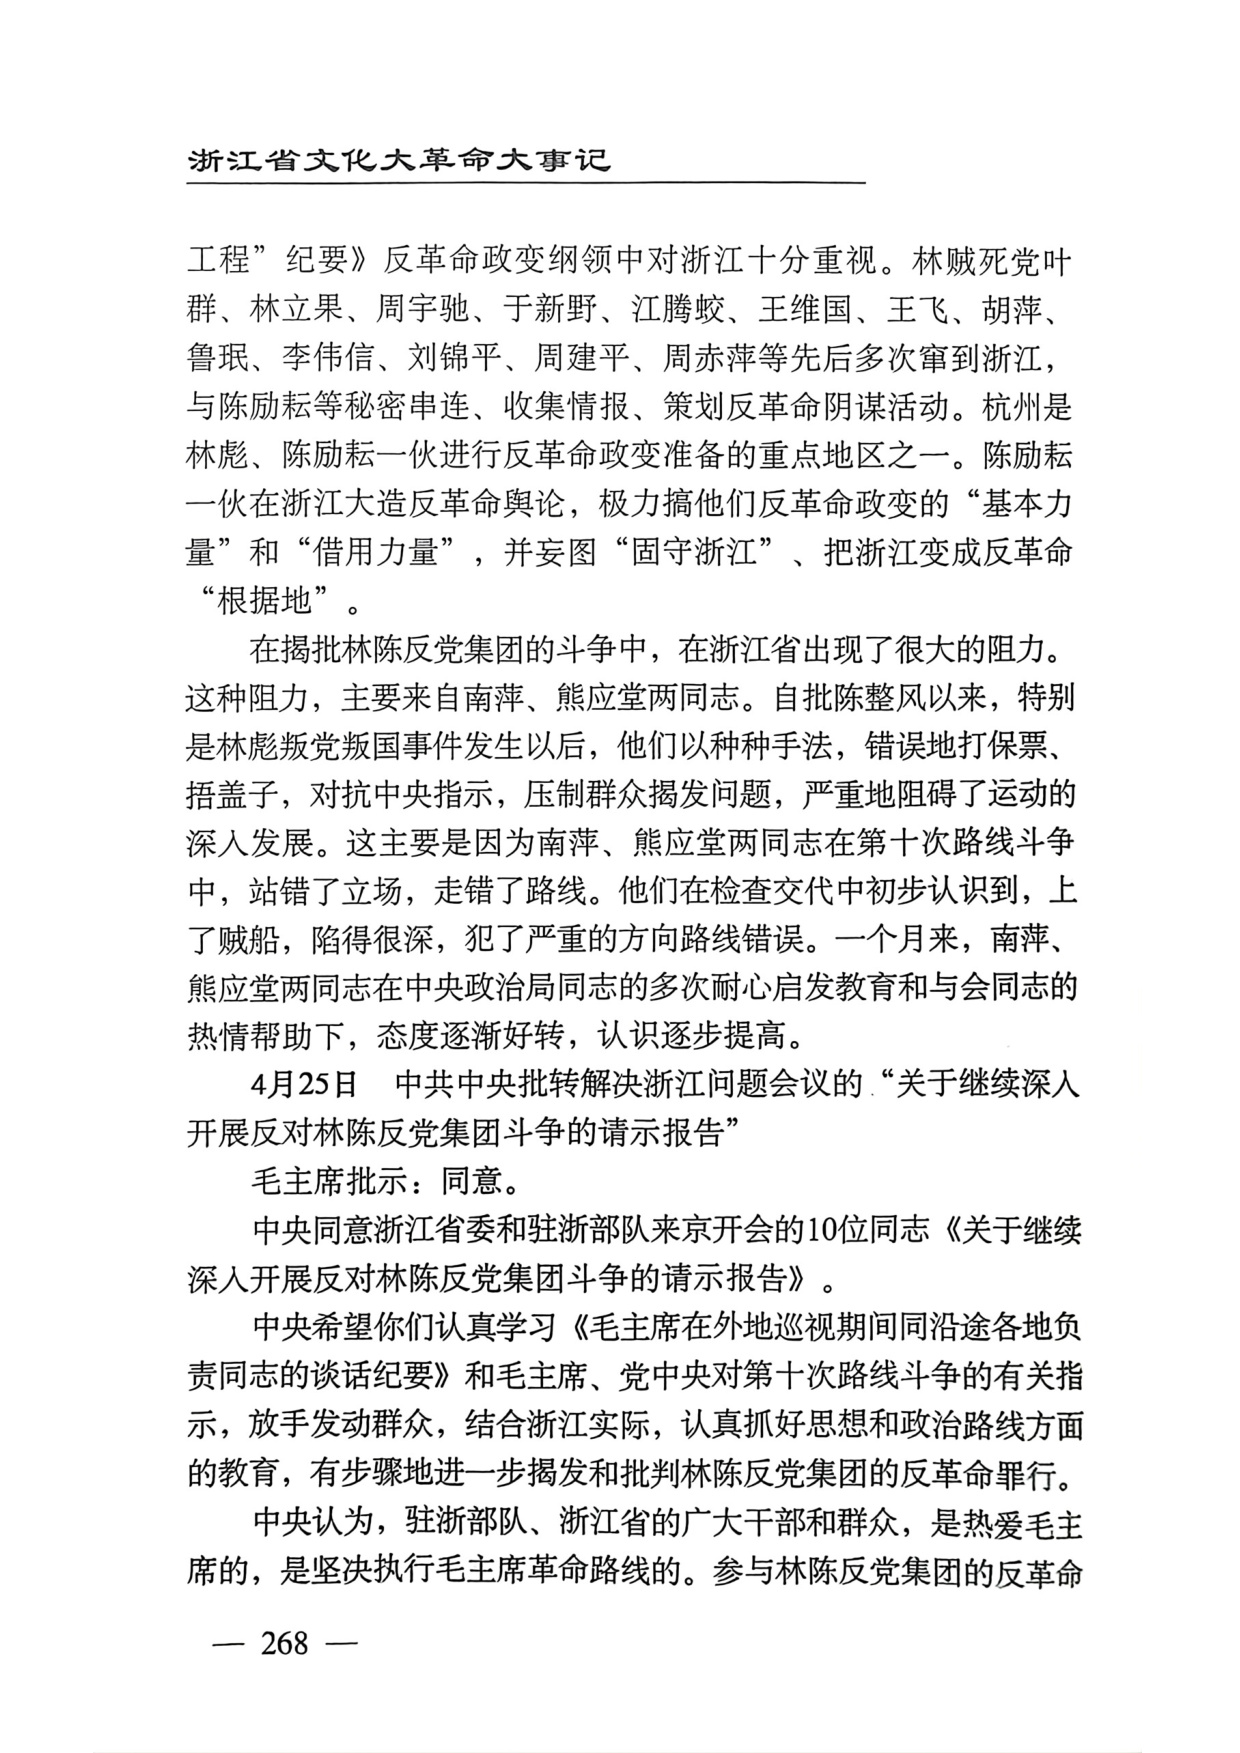 浙江省文化大革命大事记
工程”纪要》反革命政变纲领中对浙江十分重视。林贼死党叶
群、林立果、周宇驰、于新野、江腾蛟、王维国、王飞、胡萍、
鲁珉、李伟信、刘锦平、周建平、周赤萍等先后多次窜到浙江，
与陈励耘等秘密串连、收集情报、策划反革命阴谋活动。杭州是
林彪、陈励耘一伙进行反革命政变准备的重点地区之一。陈励耘
一伙在浙江大造反革命舆论，极力搞他们反革命政变的“基本力
量”和“借用力量”，并妄图“固守浙江”、把浙江变成反革命
“根据地”。
在揭批林陈反党集团的斗争中，在浙江省出现了很大的阻力。
这种阻力，主要来自南萍、熊应堂两同志。自批陈整风以来，特别
是林彪叛党叛国事件发生以后，他们以种种手法，错误地打保票、
捂盖子，对抗中央指示，压制群众揭发问题，严重地阻碍了运动的
深入发展。这主要是因为南萍、熊应堂两同志在第十次路线斗争
中，站错了立场，走错了路线。他们在检查交代中初步认识到，上
了贼船，陷得很深，犯了严重的方向路线错误。一个月来，南萍、
熊应堂两同志在中央政治局同志的多次耐心启发教育和与会同志的
热情帮助下，态度逐渐好转，认识逐步提高。
4月25日　中共中央批转解决浙江问题会议的“关于继续深入
开展反对林陈反党集团斗争的请示报告”
毛主席批示：同意。
中央同意浙江省委和驻浙部队来京开会的10位同志《关于继续
深入开展反对林陈反党集团斗争的请示报告》。
中央希望你们认真学习《毛主席在外地巡视期间同沿途各地负
责同志的谈话纪要》和毛主席、党中央对第十次路线斗争的有关指
示，放手发动群众，结合浙江实际，认真抓好思想和政治路线方面
的教育，有步骤地进一步揭发和批判林陈反党集团的反革命罪行。
中央认为，驻浙部队、浙江省的广大干部和群众，是热爱毛主
席的，是坚决执行毛主席革命路线的。参与林陈反党集团的反革命
— 268 —